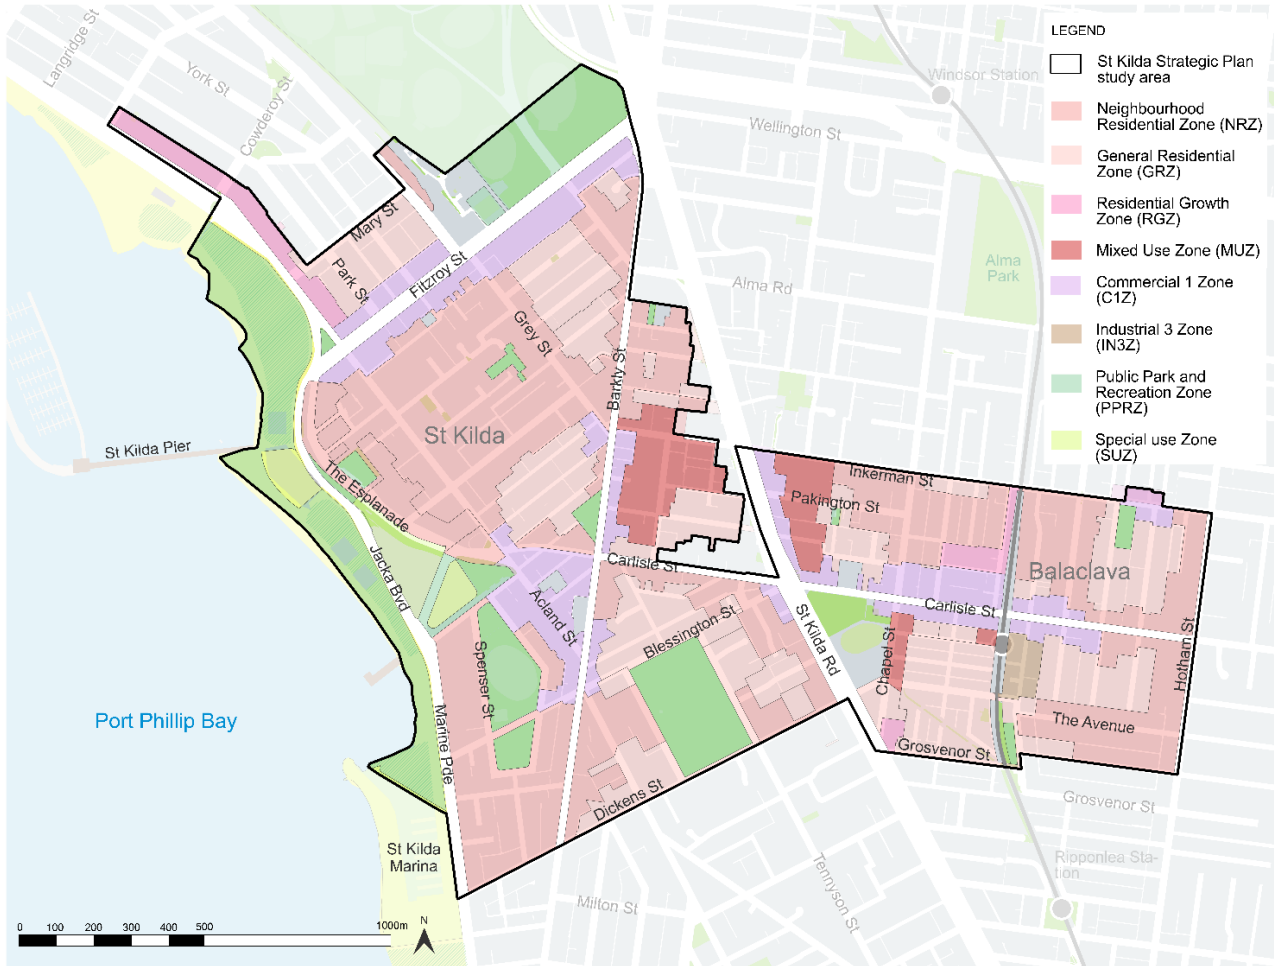 LEGEND
St Kilda Strategic Plan
study area
Neighbourhood
Residential Zone (NRZ)
General Residential
Zone (GRZ)
Residential Growth
Zone (RGZ)
Mixed Use Zone (MUZ)
Commercial 1 Zone
(C1Z)
Industrial 3 Zone
(IN3Z)
Public Park and
Recreation Zone
(PPRZ)
Special use Zone
(SUZ)
Langridge St
York St
Cowderoy St
Windsor Station
Wellington St
Mary St
Park St
Fitzroy St
Alma
Park
Alma Rd
Grey St
Barkly St
St Kilda
St Kilda Pier
The Esplanade
Inkerman St
Pakington St
Jacka Bvd
Carlisle St
Balaclava
Carlisle St
Acland St
Blessington St
St Kilda Rd
Chapel St
Hotham St
Spenser St
Port Phillip Bay
Marine Pde
The Avenue
Grosvenor St
Dickens St
Grosvenor St
St Kilda
Marina
Tennyson St
Ripponlea Sta-
tion
Milton St
0 100 200 300 400 500 1000m
N